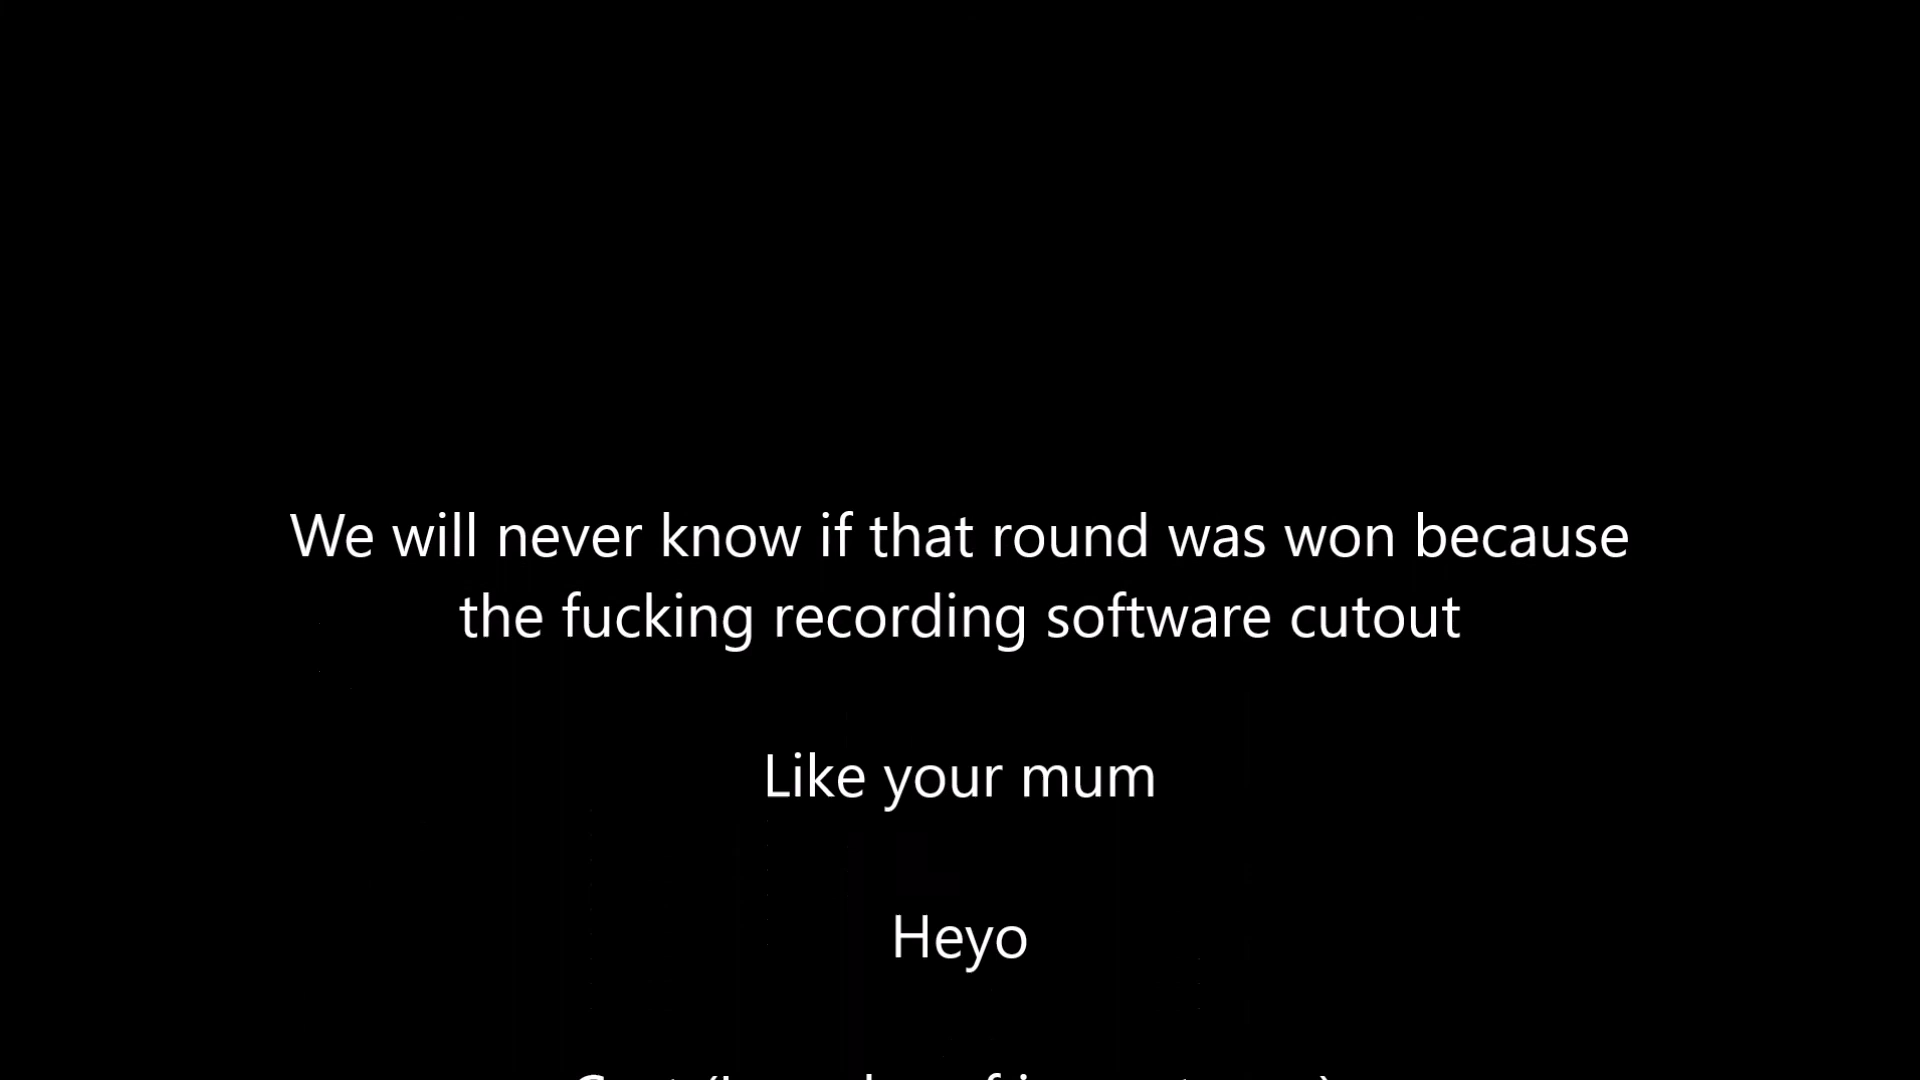 We will never know if that round was won because
the fucking recording software cutout
Like your mum
Heyo